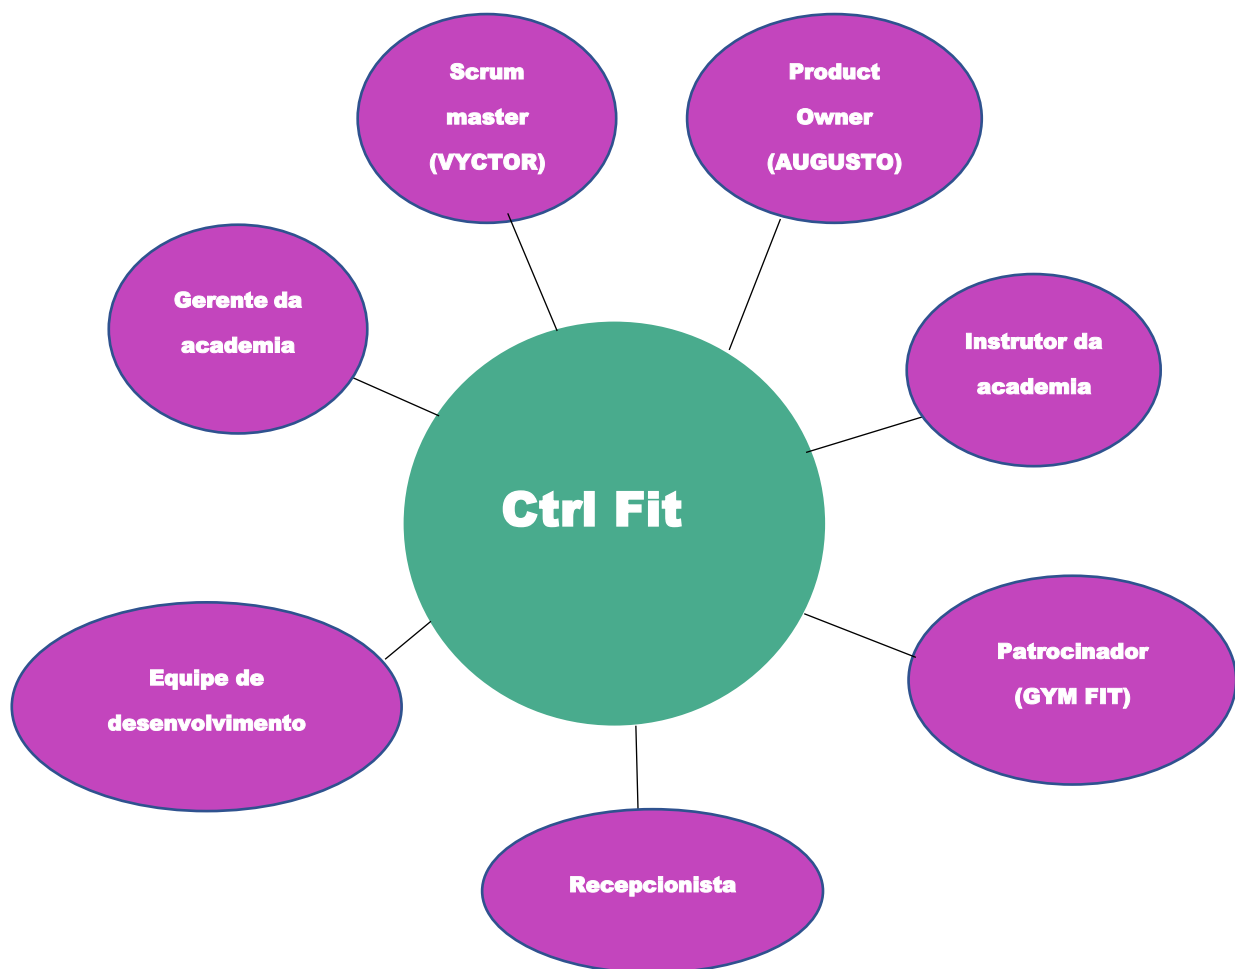 Scrum
master
(VYCTOR)
Product
Owner
(AUGUSTO)
Gerente da
academia
Instrutor da
academia
Ctrl Fit
Equipe de
desenvolvimento
Patrocinador
(GYM FIT)
Recepcionista